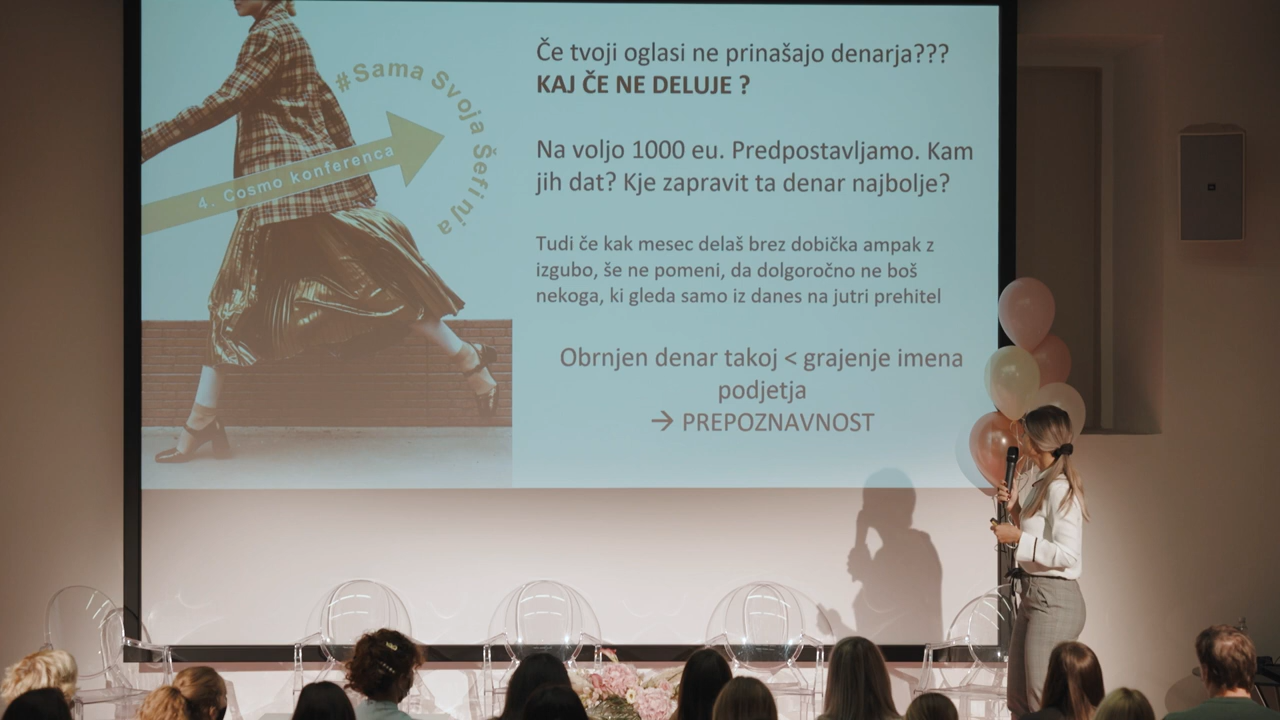 #Sama Svoja Šefinja
4. Cosmo konferenca
Če tvoji oglasi ne prinašajo denarja???
KAJ ČE NE DELUJE ?
Na voljo 1000 eu. Predpostavljamo. Kam
jih dat? Kje zapravit ta denar najbolje?
Tudi če kak mesec delaš brez dobička ampak z
izgubo, še ne pomeni, da dolgoročno ne boš
nekoga, ki gleda samo iz danes na jutri prehitel
Obrnjen denar takoj < grajenje imena
podjetja
→ PREPOZNAVNOST